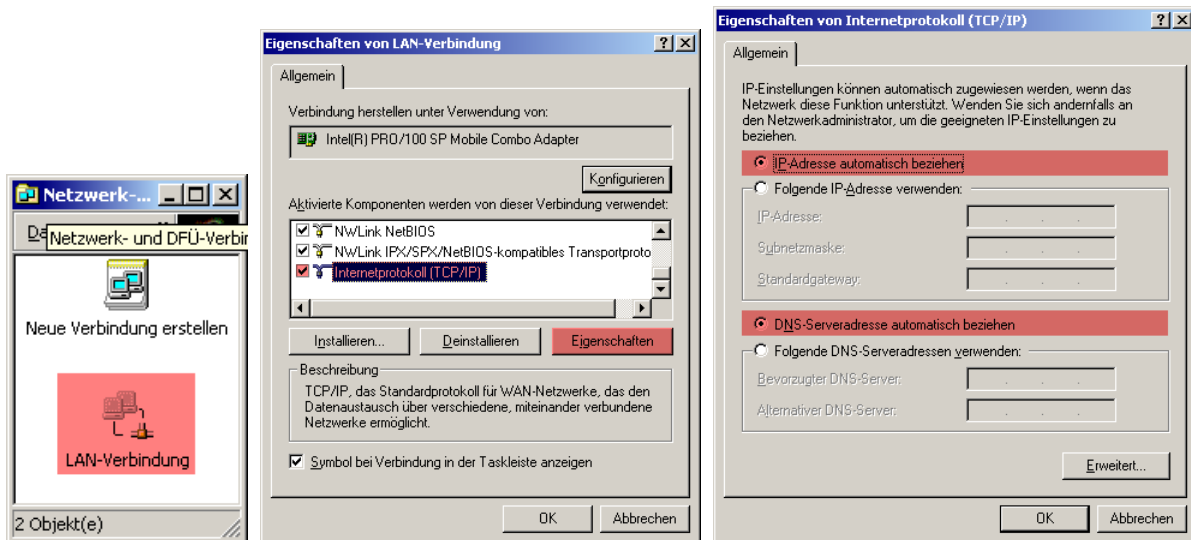 Netzwerk-...
Da
Netzwerk- und DFÜ-Verbin
Neue Verbindung erstellen
LAN-Verbindung
2 Objekt(e)
Eigenschaften von LAN-Verbindung
Allgemein
Verbindung herstellen unter Verwendung von:
Intel(R) PRO/100 SP Mobile Combo Adapter
Konfigurieren
Aktivierte Komponenten werden von dieser Verbindung verwendet:
NWLink NetBIOS
NWLink IPX/SPX/NetBIOS-kompatibles Transportproto
Internetprotokoll (TCP/IP)
Installieren...
Deinstallieren
Eigenschaften
Beschreibung
TCP/IP, das Standardprotokoll für WAN-Netzwerke, das den
Datenaustausch über verschiedene, miteinander verbundene
Netzwerke ermöglicht.
Symbol bei Verbindung in der Taskleiste anzeigen
OK
Abbrechen
Eigenschaften von Internetprotokoll (TCP/IP)
Allgemein
IP-Einstellungen können automatisch zugewiesen werden, wenn das
Netzwerk diese Funktion unterstützt. Wenden Sie sich andernfalls an
den Netzwerkadministrator, um die geeigneten IP-Einstellungen zu
beziehen.
IP-Adresse automatisch beziehen
Folgende IP-Adresse verwenden:
IP-Adresse:
Subnetzmaske:
Standardgateway:
DNS-Serveradresse automatisch beziehen
Folgende DNS-Serveradressen verwenden:
Bevorzugter DNS-Server:
Alternativer DNS-Server:
Erweitert...
OK
Abbrechen